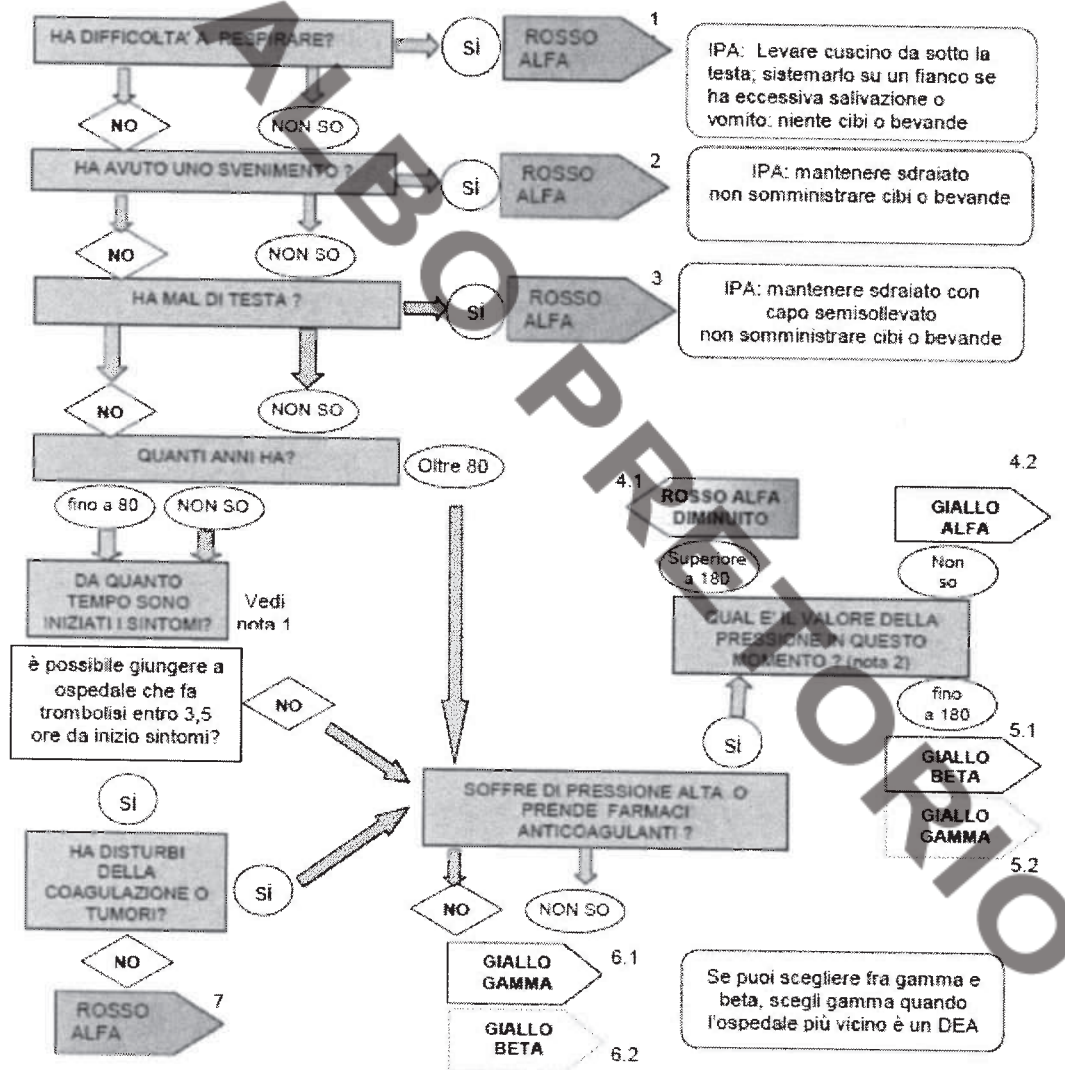 HA DIFFICOLTA' A RESPIRARE?
SÌ
ROSSO
ALFA
1
IPA: Levare cuscino da sotto la
testa; sistemarlo su un fianco se
ha eccessiva salivazione o
vomito: niente cibi o bevande
NO
NON SO
HA AVUTO UNO SVENIMENTO ?
SÌ
ROSSO
ALFA
2
IPA: mantenere sdraiato
non somministrare cibi o bevande
NO
NON SO
HA MAL DI TESTA ?
SÌ
ROSSO
ALFA
3
IPA: mantenere sdraiato con
capo semisollevato
non somministrare cibi o bevande
NO
NON SO
QUANTI ANNI HA?
Oltre 80
fino a 80
NON SO
DA QUANTO
TEMPO SONO
INIZIATI I SINTOMI?
Vedi
nota 1
è possibile giungere a
ospedale che fa
trombolisi entro 3,5
ore da inizio sintomi?
NO
SÌ
HA DISTURBI
DELLA
COAGULAZIONE O
TUMORI?
SÌ
NO
ROSSO
ALFA
7
4.1
ROSSO ALFA
DIMINUITO
Superiore
a 180
4.2
GIALLO
ALFA
Non
so
QUAL E' IL VALORE DELLA
PRESSIONE IN QUESTO
MOMENTO ? (nota 2)
fino
a 180
SÌ
5.1
GIALLO
BETA
GIALLO
GAMMA
5.2
SOFFRE DI PRESSIONE ALTA O
PRENDE FARMACI
ANTICOAGULANTI ?
NO
NON SO
GIALLO
GAMMA
6.1
GIALLO
BETA
6.2
Se puoi scegliere fra gamma e
beta, scegli gamma quando
l'ospedale più vicino è un DEA
ALBO PRETORIO